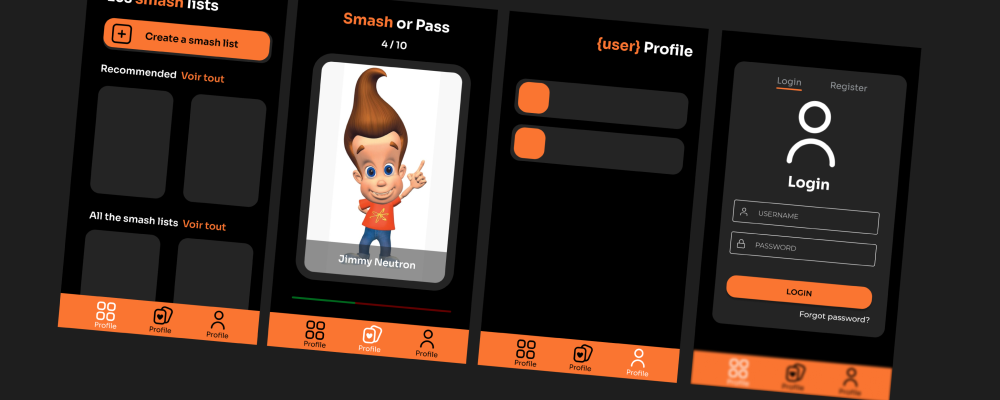 smash lists
Create a smash list
Recommended Voir tout
All the smash lists Voir tout
Profile
Profile
Profile
Smash or Pass
4 / 10
Jimmy Neutron
Profile
Profile
Profile
{user} Profile
Profile
Profile
Profile
Login
Register
Login
USERNAME
PASSWORD
LOGIN
Forgot password?
Profile
Profile
Profile